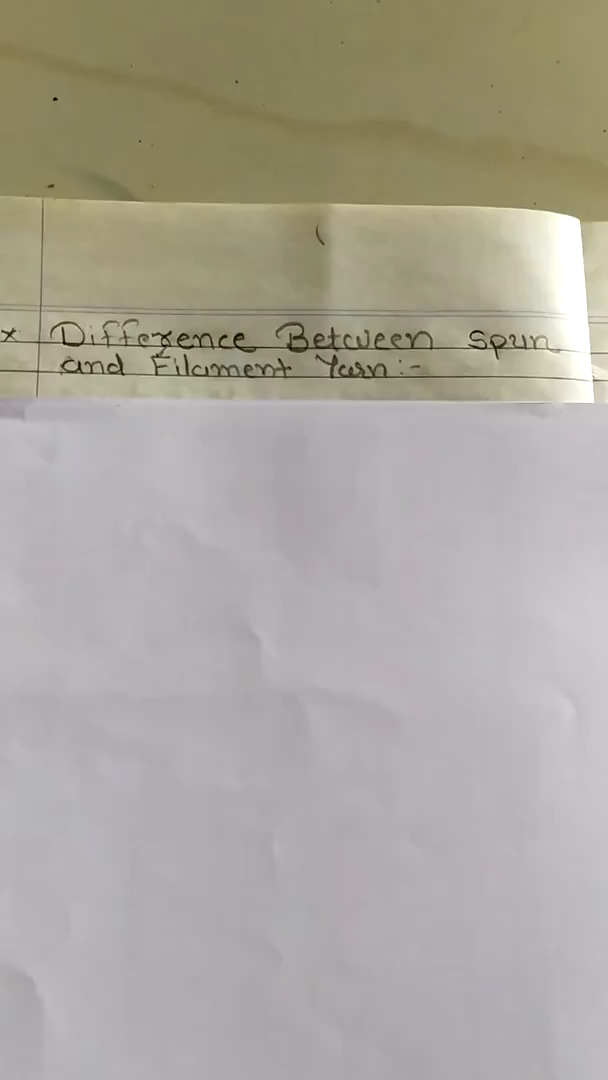 * Difference Between Spun
and Filament Yarn :-